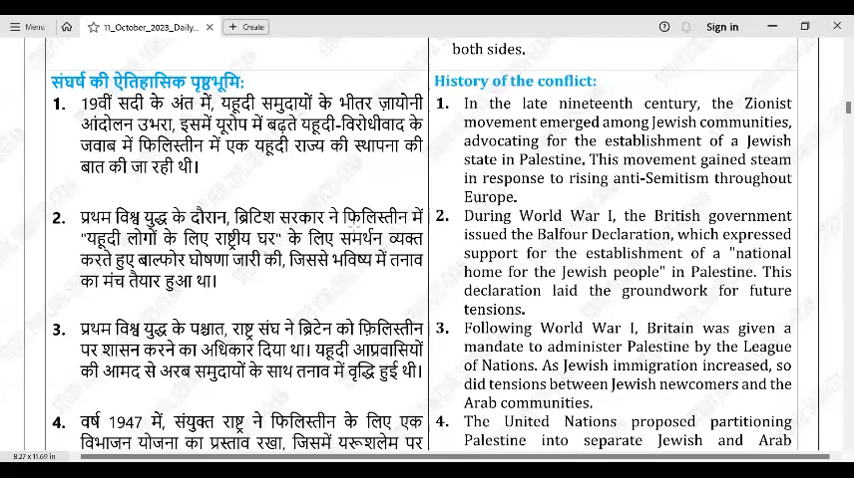 Menu
11_October_2023_Daily...
+ Create
Sign in
both sides.
संघर्ष की ऐतिहासिक पृष्ठभूमि:
1. 19वीं सदी के अंत में, यहूदी समुदायों के भीतर ज़ायोनी
आंदोलन उभरा, इसमें यूरोप में बढ़ते यहूदी-विरोधीवाद के
जवाब में फिलिस्तीन में एक यहूदी राज्य की स्थापना की
बात की जा रही थी।
2. प्रथम विश्व युद्ध के दौरान, ब्रिटिश सरकार ने फ़िलिस्तीन में
"यहूदी लोगों के लिए राष्ट्रीय घर" के लिए समर्थन व्यक्त
करते हुए बाल्फोर घोषणा जारी की, जिससे भविष्य में तनाव
का मंच तैयार हुआ था।
3. प्रथम विश्व युद्ध के पश्चात, राष्ट्र संघ ने ब्रिटेन को फ़िलिस्तीन
पर शासन करने का अधिकार दिया था। यहूदी आप्रवासियों
की आमद से अरब समुदायों के साथ तनाव में वृद्धि हुई थी।
4. वर्ष 1947 में, संयुक्त राष्ट्र ने फिलिस्तीन के लिए एक
विभाजन योजना का प्रस्ताव रखा, जिसमें यरूशलेम पर
History of the conflict:
1. In the late nineteenth century, the Zionist
movement emerged among Jewish communities,
advocating for the establishment of a Jewish
state in Palestine. This movement gained steam
in response to rising anti-Semitism throughout
Europe.
2. During World War I, the British government
issued the Balfour Declaration, which expressed
support for the establishment of a "national
home for the Jewish people" in Palestine. This
declaration laid the groundwork for future
tensions.
3. Following World War I, Britain was given a
mandate to administer Palestine by the League
of Nations. As Jewish immigration increased, so
did tensions between Jewish newcomers and the
Arab communities.
4. The United Nations proposed partitioning
Palestine into separate Jewish and Arab
8.27 x 11.69 in